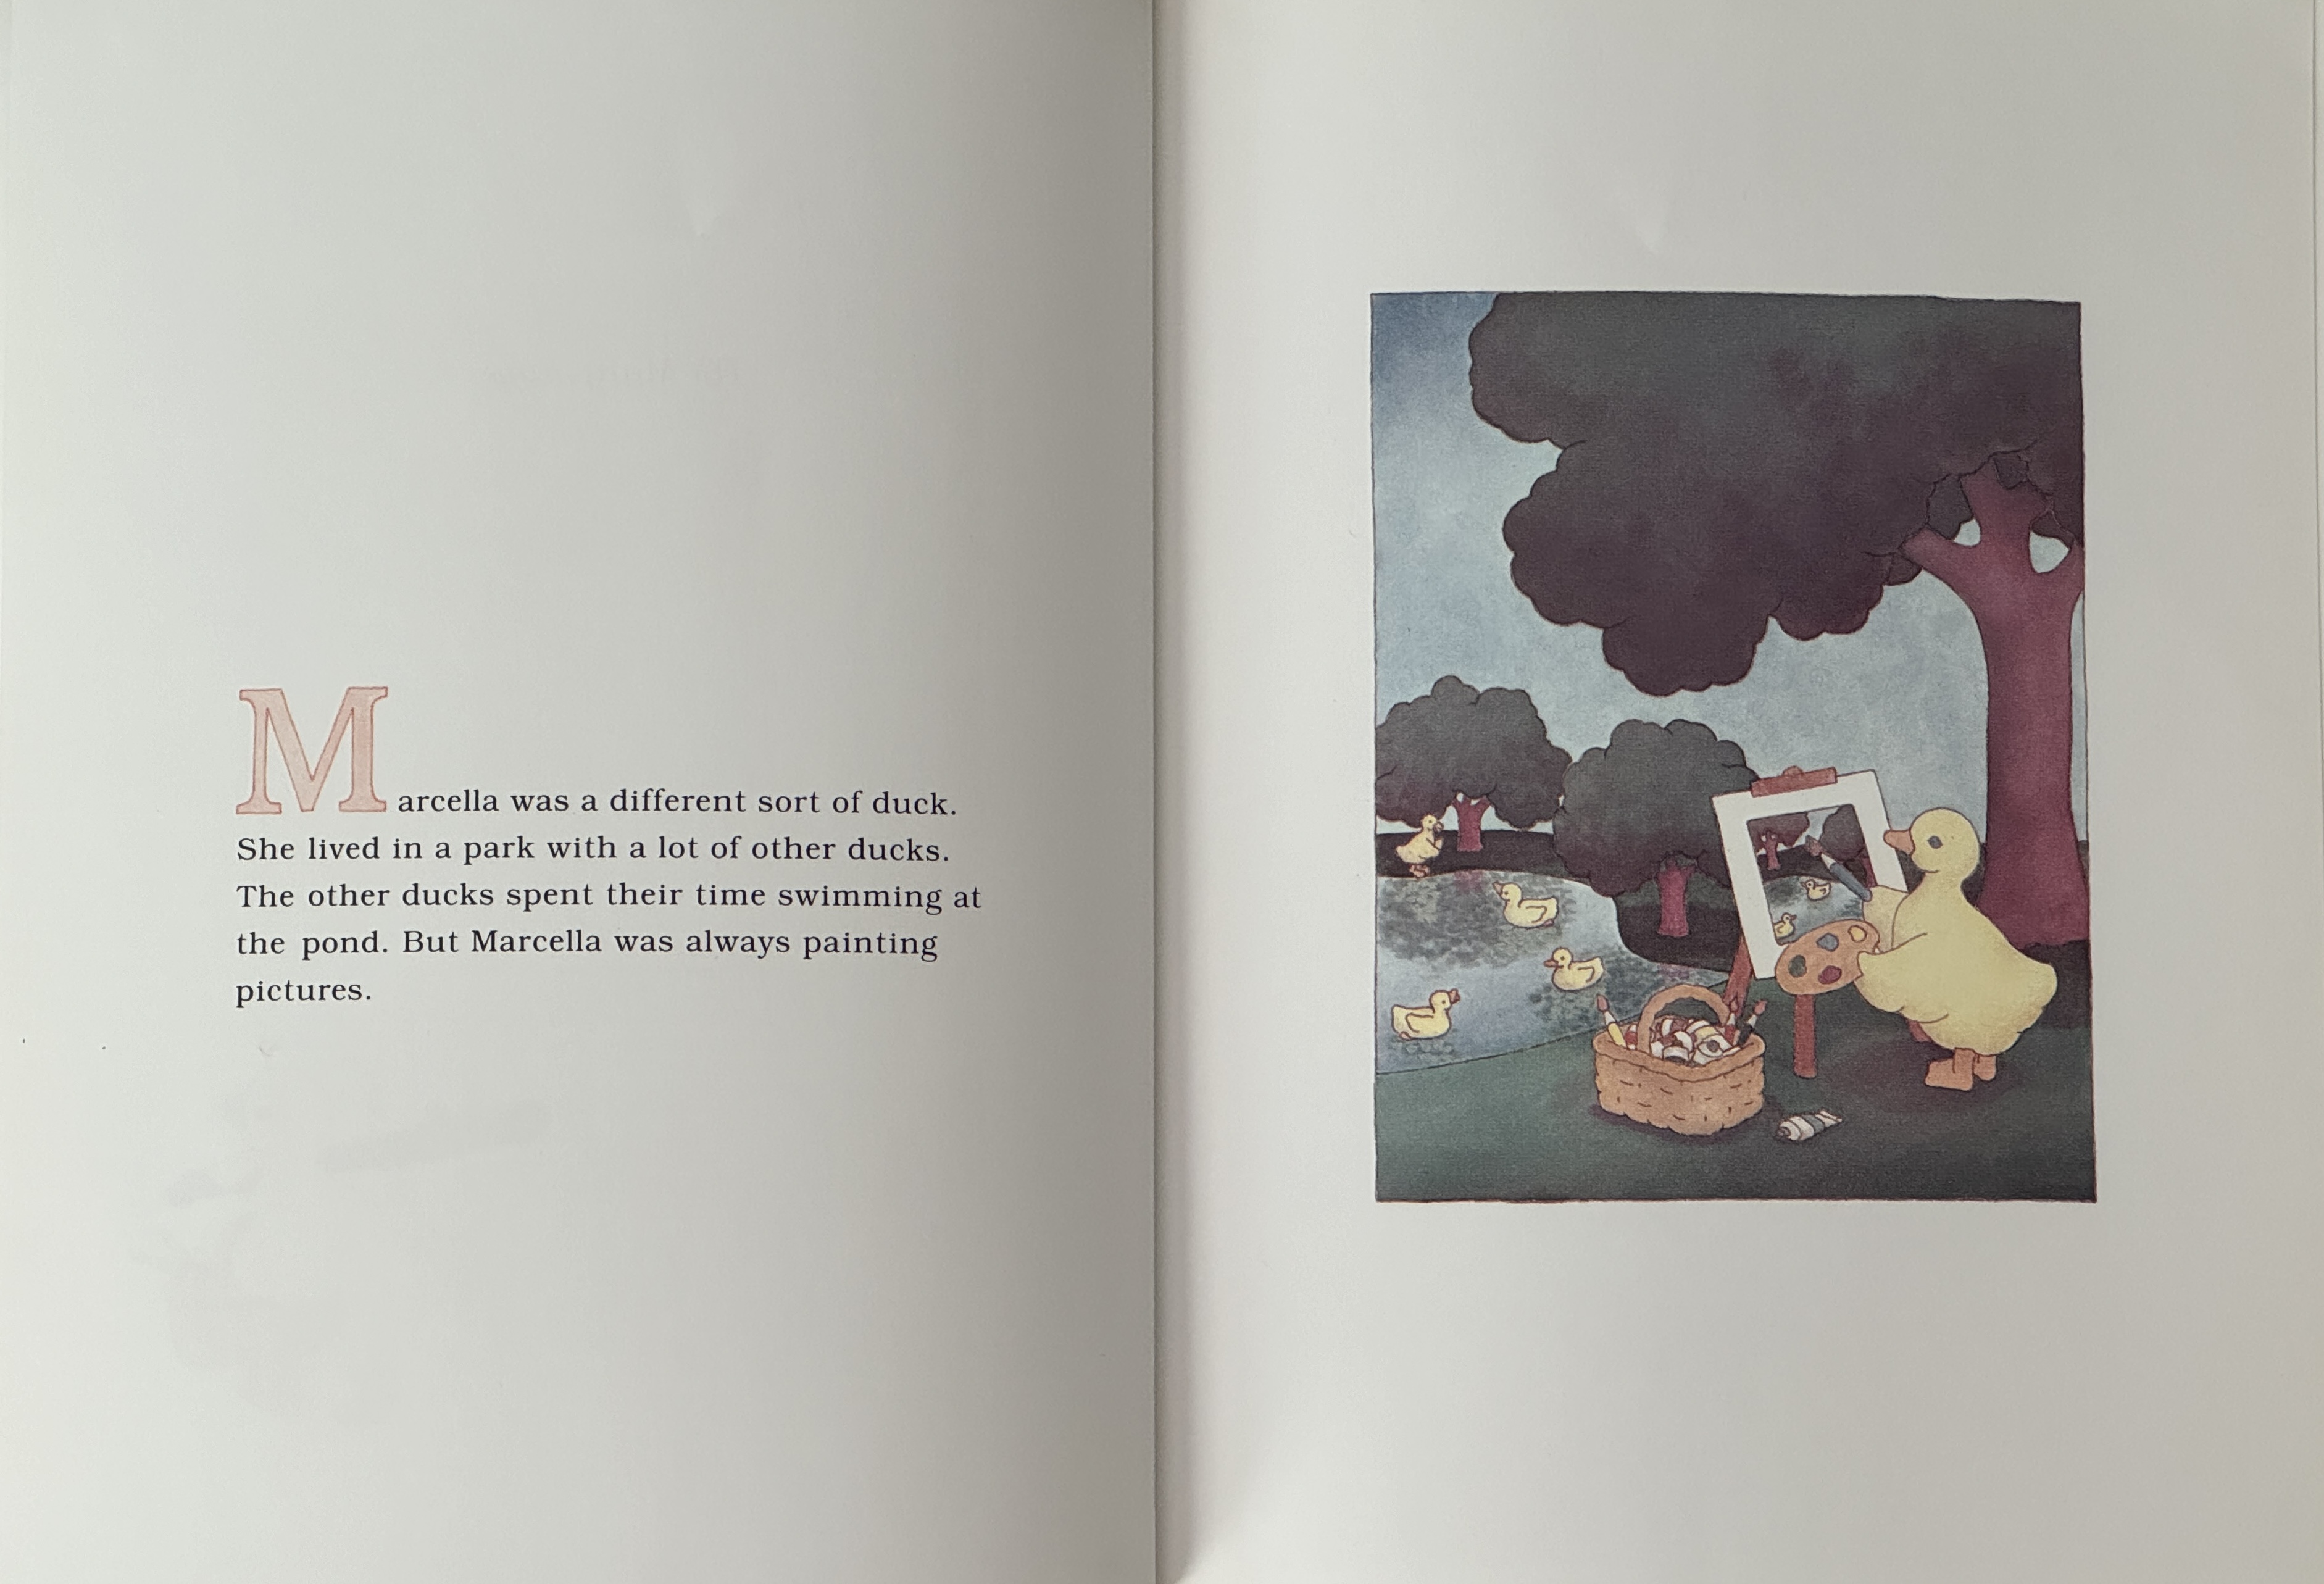 Marcella was a different sort of duck.
She lived in a park with a lot of other ducks.
The other ducks spent their time swimming at
the pond. But Marcella was always painting
pictures.